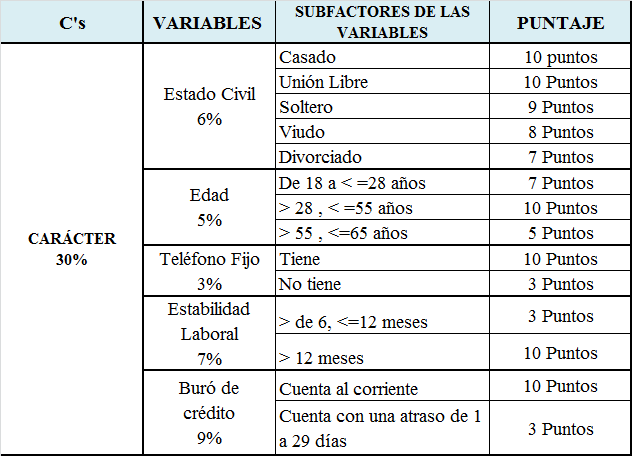 C's VARIABLES SUBFACTORES DE LAS VARIABLES PUNTAJE
CARÁCTER
30%
Estado Civil
6%
Casado 10 puntos
Unión Libre 10 Puntos
Soltero 9 Puntos
Viudo 8 Puntos
Divorciado 7 Puntos
Edad
5%
De 18 a < =28 años 7 Puntos
> 28 , < =55 años 10 Puntos
> 55 , <=65 años 5 Puntos
Teléfono Fijo
3%
Tiene 10 Puntos
No tiene 3 Puntos
Estabilidad
Laboral
7%
> de 6, <=12 meses 3 Puntos
> 12 meses 10 Puntos
Buró de
crédito
9%
Cuenta al corriente 10 Puntos
Cuenta con una atraso de 1
a 29 días 3 Puntos